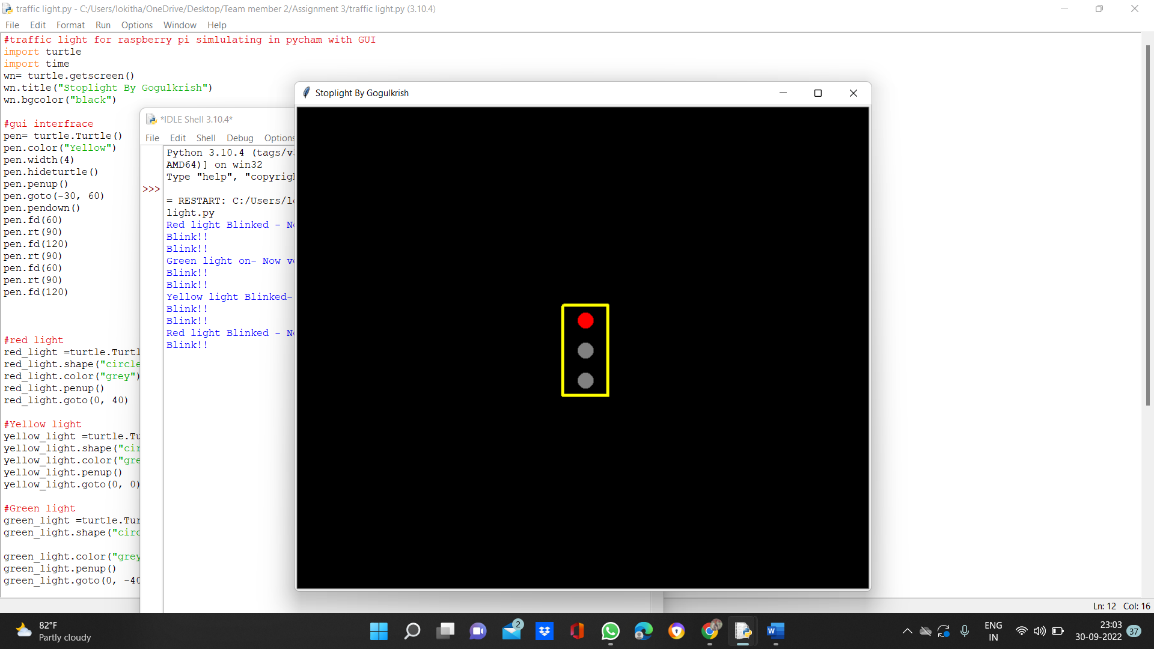 traffic light.py - C:/Users/lokitha/OneDrive/Desktop/Team member 2/Assignment 3/traffic light.py (3.10.4)
File Edit Format Run Options Window Help
#traffic light for raspberry pi simlulating in pycham with GUI
import turtle
import time
wn= turtle.getscreen()
wn.title("Stoplight By Gogulkrish")
wn.bgcolor("black")
#gui interfrace
pen= turtle.Turtle()
pen.color("Yellow")
pen.width(4)
pen.hideturtle()
pen.penup()
pen.goto(-30, 60)
pen.pendown()
pen.fd(60)
pen.rt(90)
pen.fd(120)
pen.rt(90)
pen.fd(60)
pen.rt(90)
pen.fd(120)
#red light
red_light =turtle.Turtl
red_light.shape("circle
red_light.color("grey")
red_light.penup()
red_light.goto(0, 40)
#Yellow light
yellow_light =turtle.Tu
yellow_light.shape("cir
yellow_light.color("gre
yellow_light.penup()
yellow_light.goto(0, 0)
#Green light
green_light =turtle.Tur
green_light.shape("circ
green_light.color("grey
green_light.penup()
green_light.goto(0, -40
*IDLE Shell 3.10.4*
File Edit Shell Debug Options
Python 3.10.4 (tags/v
AMD64)] on win32
Type "help", "copyrig
>>>
= RESTART: C:/Users/lo
light.py
Red light Blinked - No
Blink!!
Blink!!
Green light on- Now ve
Blink!!
Blink!!
Yellow light Blinked-
Blink!!
Blink!!
Red light Blinked - No
Blink!!
Stoplight By Gogulkrish
Ln: 12 Col: 16
82°F
Partly cloudy
2
ENG
IN
23:03
30-09-2022
37